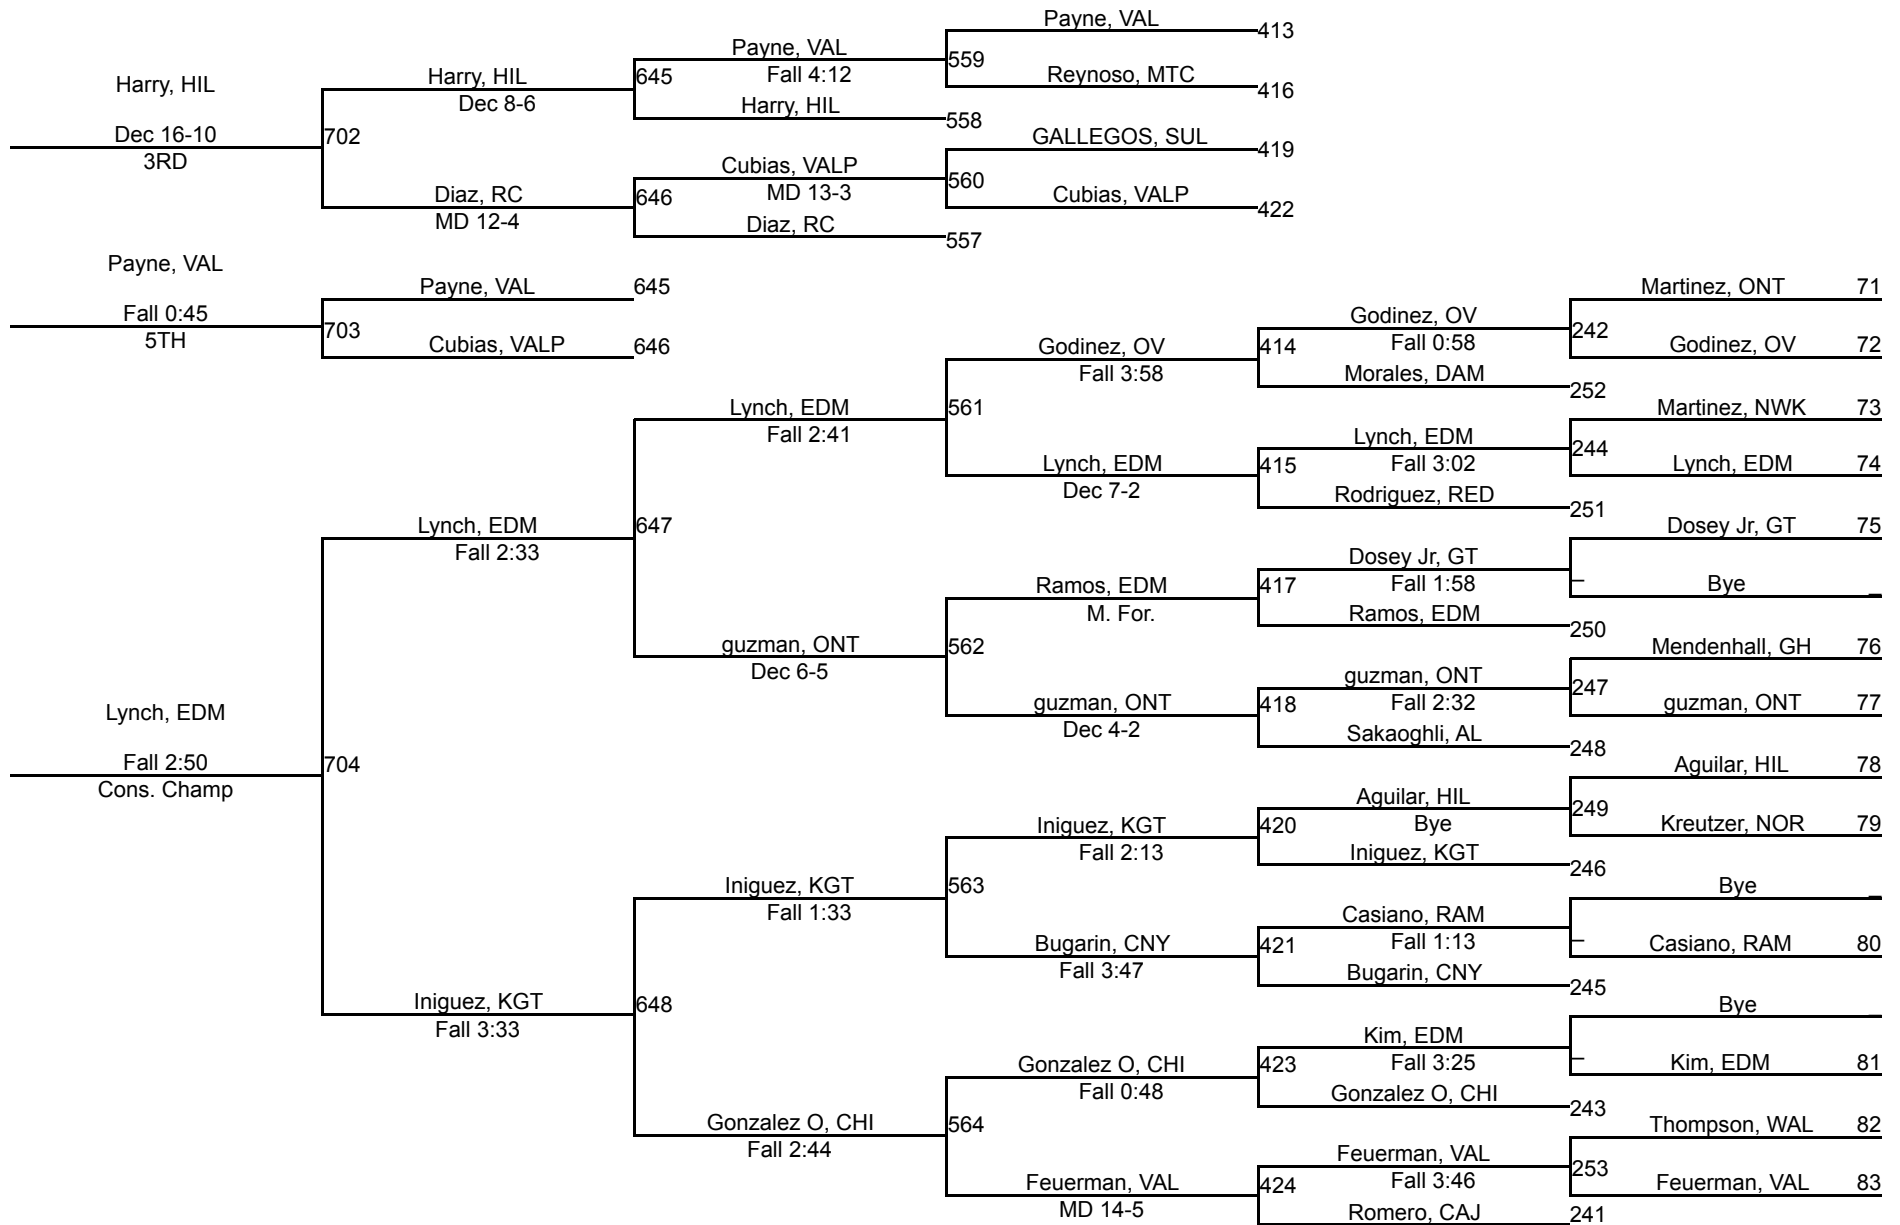 Payne, VAL
413
Payne, VAL
559
Fall 4:12
Harry, HIL
Harry, HIL
645
Reynoso, MTC
416
Dec 8-6
Harry, HIL
558
Dec 16-10
702
3RD
GALLEGOS, SUL
419
Cubias, VALP
560
MD 13-3
Diaz, RC
646
Cubias, VALP
422
MD 12-4
Diaz, RC
557
Payne, VAL
Payne, VAL
645
Fall 0:45
703
5TH
Cubias, VALP
646
Martinez, ONT 71
Godinez, OV
242
Fall 0:58
Godinez, OV 72
Godinez, OV
414
Fall 3:58
Morales, DAM
252
Lynch, EDM
561
Fall 2:41
Martinez, NWK 73
Lynch, EDM
244
Fall 3:02
Lynch, EDM 74
Lynch, EDM
415
Dec 7-2
Rodriguez, RED
251
Lynch, EDM
647
Fall 2:33
Dosey Jr, GT 75
Dosey Jr, GT
_
Fall 1:58
Bye _
Ramos, EDM
417
M. For.
Ramos, EDM
250
guzman, ONT
562
Dec 6-5
Mendenhall, GH 76
guzman, ONT
247
Fall 2:32
guzman, ONT 77
guzman, ONT
418
Dec 4-2
Sakaoghli, AL
248
Lynch, EDM
Fall 2:50
704
Cons. Champ
Aguilar, HIL 78
Aguilar, HIL
249
Bye
Kreutzer, NOR 79
Iniguez, KGT
420
Fall 2:13
Iniguez, KGT
246
Iniguez, KGT
563
Fall 1:33
Bye _
Casiano, RAM
_
Fall 1:13
Casiano, RAM 80
Bugarin, CNY
421
Fall 3:47
Bugarin, CNY
245
Iniguez, KGT
648
Fall 3:33
Bye _
Kim, EDM
_
Fall 3:25
Kim, EDM 81
Gonzalez O, CHI
423
Fall 0:48
Gonzalez O, CHI
243
Gonzalez O, CHI
564
Fall 2:44
Thompson, WAL 82
Feuerman, VAL
253
Fall 3:46
Feuerman, VAL 83
Feuerman, VAL
424
MD 14-5
Romero, CAJ
241